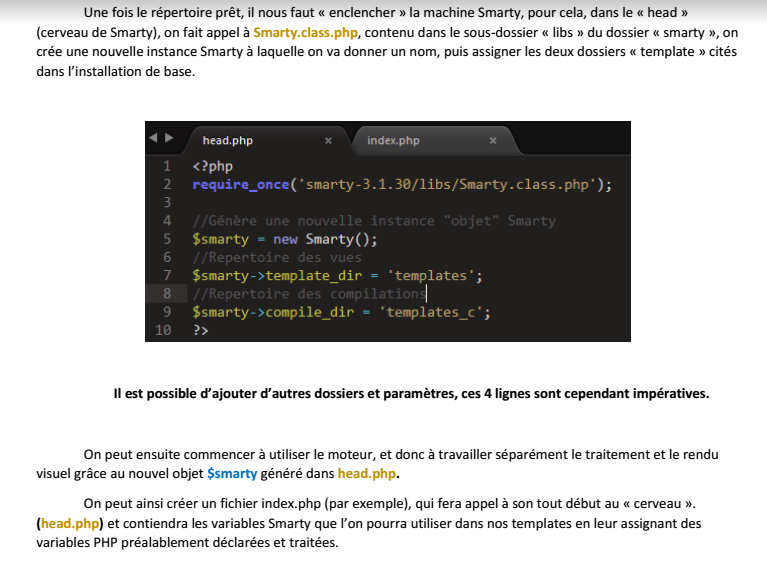 Une fois le répertoire prêt, il nous faut « enclencher » la machine Smarty, pour cela, dans le « head »
(cerveau de Smarty), on fait appel à Smarty.class.php, contenu dans le sous-dossier « libs » du dossier « smarty », on
crée une nouvelle instance Smarty à laquelle on va donner un nom, puis assigner les deux dossiers « template » cités
dans l'installation de base.
head.php × index.php ×
1 <?php
2 require_once('smarty-3.1.30/libs/Smarty.class.php');
3
4 //Génère une nouvelle instance "objet" Smarty
5 $smarty = new Smarty();
6 //Repertoire des vues
7 $smarty->template_dir = 'templates';
8 //Repertoire des compilations
9 $smarty->compile_dir = 'templates_c';
10 ?>
Il est possible d'ajouter d'autres dossiers et paramètres, ces 4 lignes sont cependant impératives.
On peut ensuite commencer à utiliser le moteur, et donc à travailler séparément le traitement et le rendu
visuel grâce au nouvel objet $smarty généré dans head.php.
On peut ainsi créer un fichier index.php (par exemple), qui fera appel à son tout début au « cerveau ».
(head.php) et contiendra les variables Smarty que l'on pourra utiliser dans nos templates en leur assignant des
variables PHP préalablement déclarées et traitées.